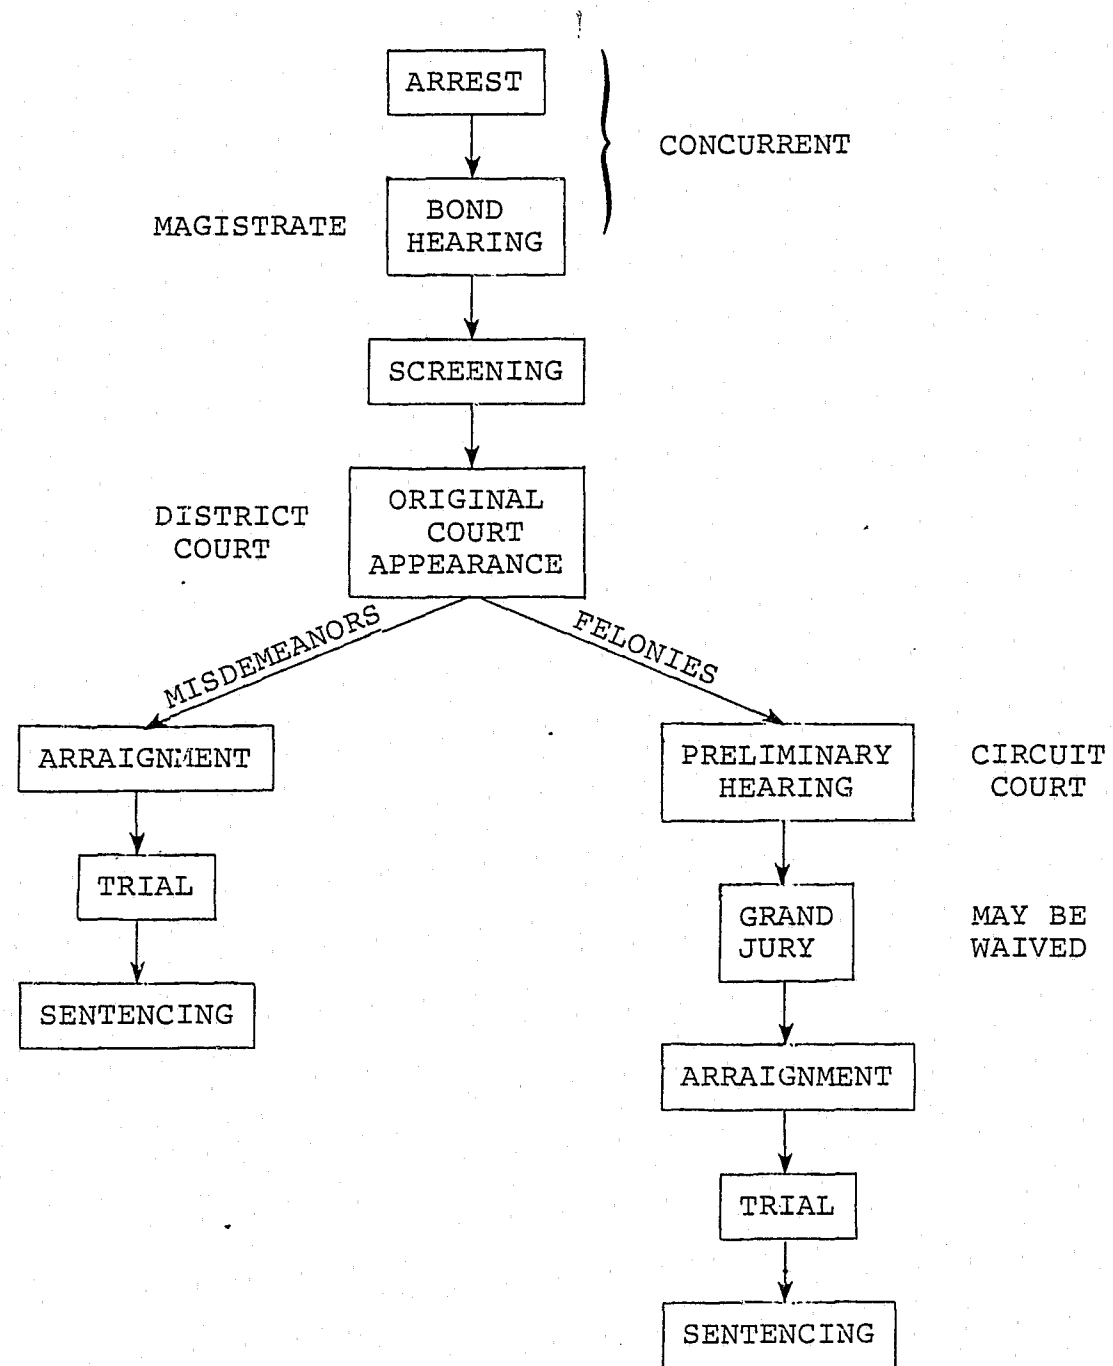 ARREST
CONCURRENT
MAGISTRATE
BOND
HEARING
SCREENING
DISTRICT
COURT
ORIGINAL
COURT
APPEARANCE
MISDEMEANORS
FELONIES
ARRAIGNMENT
TRIAL
SENTENCING
PRELIMINARY
HEARING
CIRCUIT
COURT
GRAND
JURY
MAY BE
WAIVED
ARRAIGNMENT
TRIAL
SENTENCING